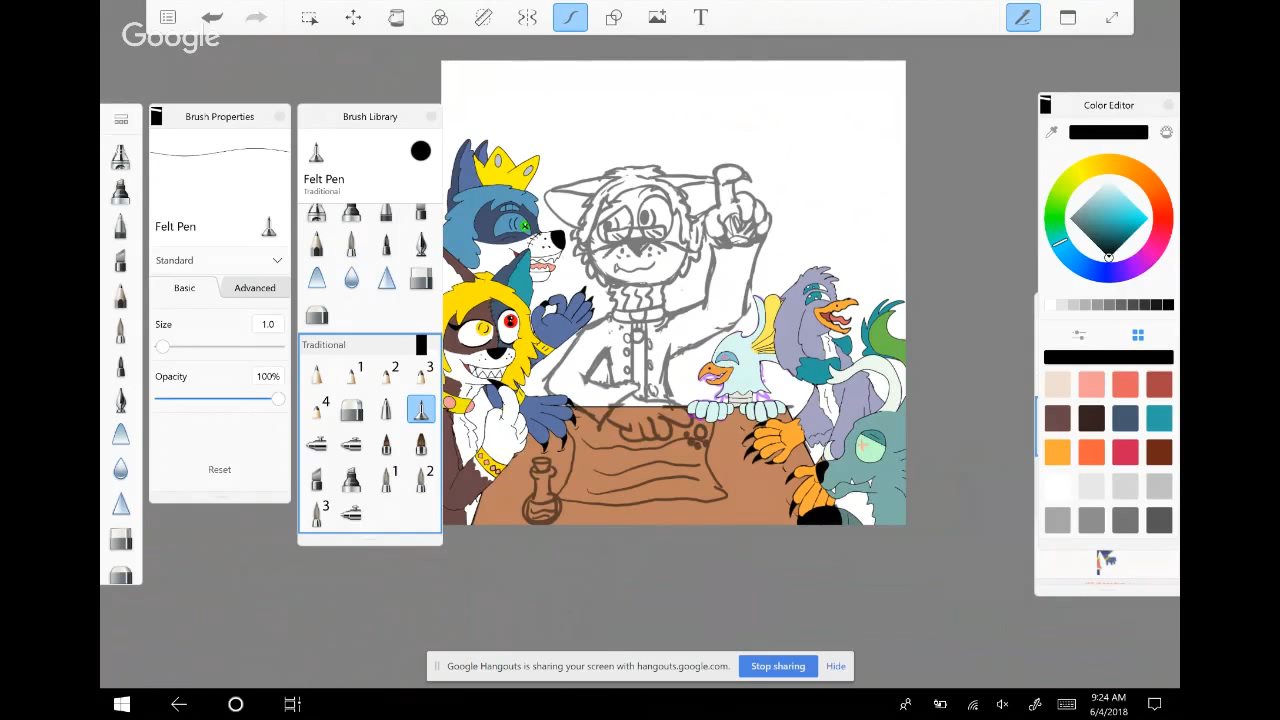 Google
T
Brush Properties
Felt Pen
Standard
Basic
Advanced
Size
1.0
Opacity
100%
Reset
Brush Library
Felt Pen
Traditional
Traditional
1
2
3
4
1
2
3
Color Editor
Google Hangouts is sharing your screen with hangouts.google.com.
Stop sharing
Hide
9:24 AM
6/4/2018